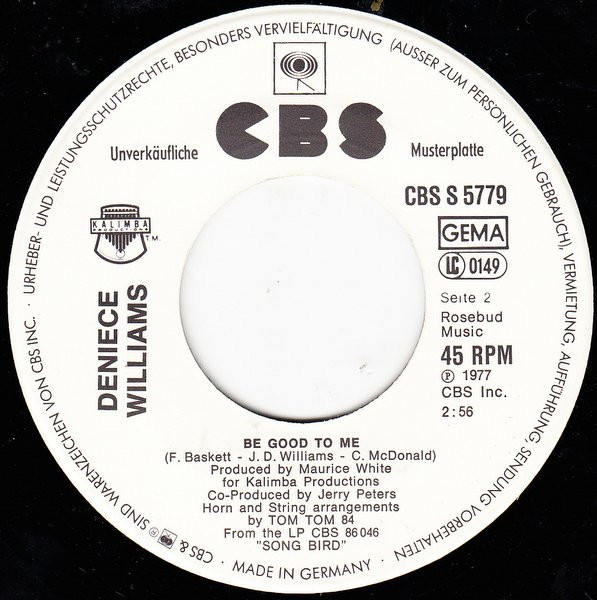 URHEBER- UND LEISTUNGSSCHUTZRECHTE, BESONDERS VERVIELFÄLTIGUNG (AUSSER ZUM PERSÖNLICHEN GEBRAUCH), VERMIETUNG, AUFFÜHRUNG, SENDUNG VORBEHALTEN
CBS
Unverkäufliche Musterplatte
CBS S 5779
KALIMBA
PRODUCTIONS
TM.
GEMA
LC 0149
DENIECE
WILLIAMS
Seite 2
Rosebud
Music
45 RPM
℗ 1977
CBS Inc.
2:56
BE GOOD TO ME
(F. Baskett - J. D. Williams - C. McDonald)
Produced by Maurice White
for Kalimba Productions
Co-Produced by Jerry Peters
Horn and String arrangements
by TOM TOM 84
From the LP CBS 86046
"SONG BIRD"
CBS & ® SIND WARENZEICHEN VON CBS INC. ·
· MADE IN GERMANY ·